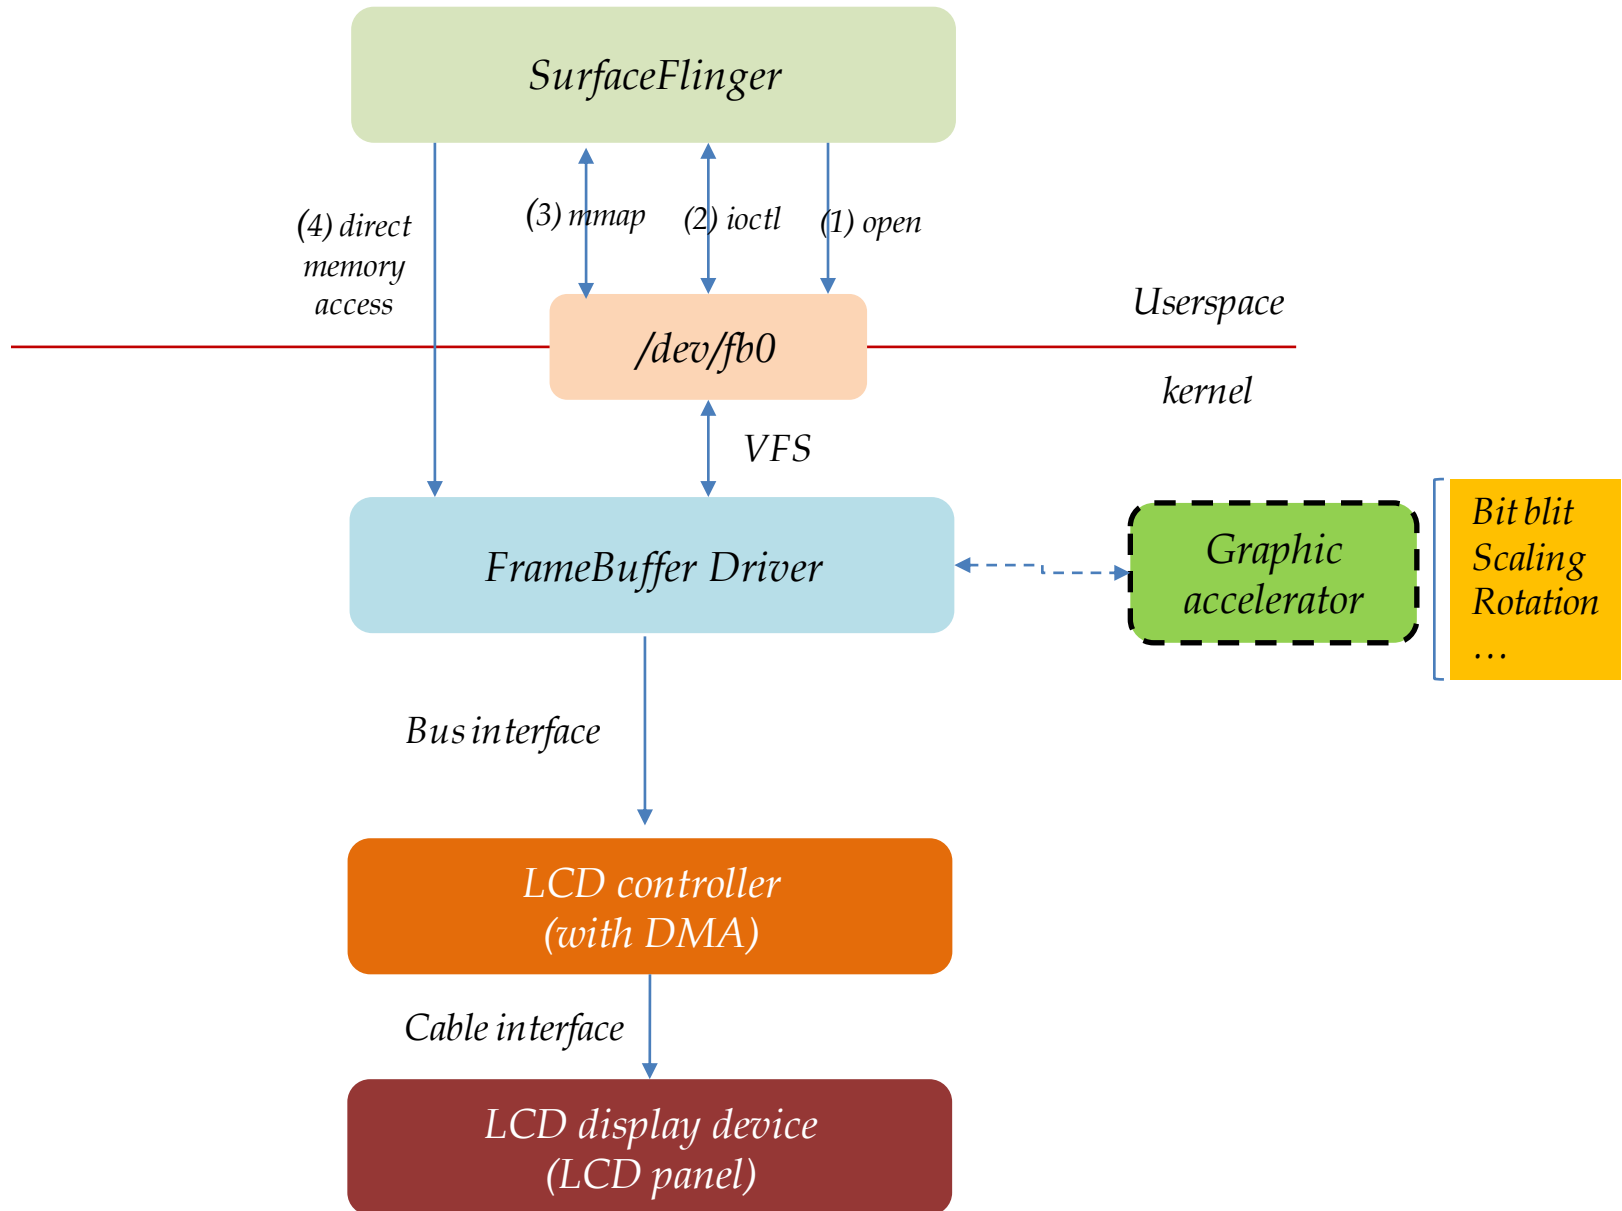 SurfaceFlinger
(4) direct
memory
access
(3) mmap
(2) ioctl
(1) open
Userspace
/dev/fb0
kernel
VFS
FrameBuffer Driver
Graphic
accelerator
Bit blit
Scaling
Rotation
...
Bus interface
LCD controller
(with DMA)
Cable interface
LCD display device
(LCD panel)